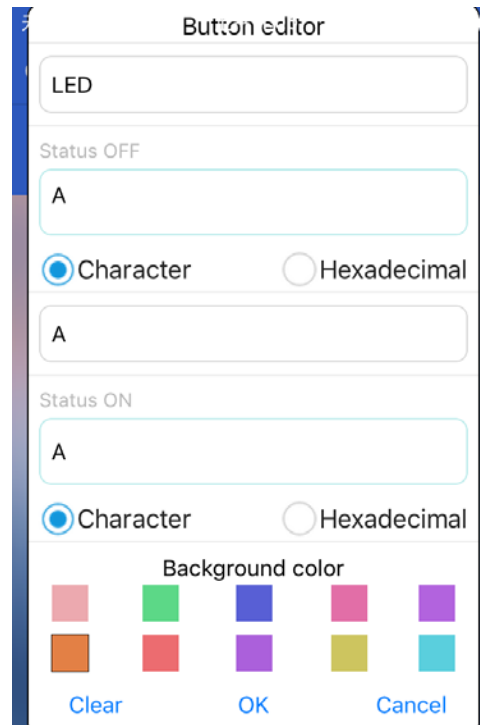 Button editor
LED
Status OFF
A
Character Hexadecimal
A
Status ON
A
Character Hexadecimal
Background color
Clear OK Cancel